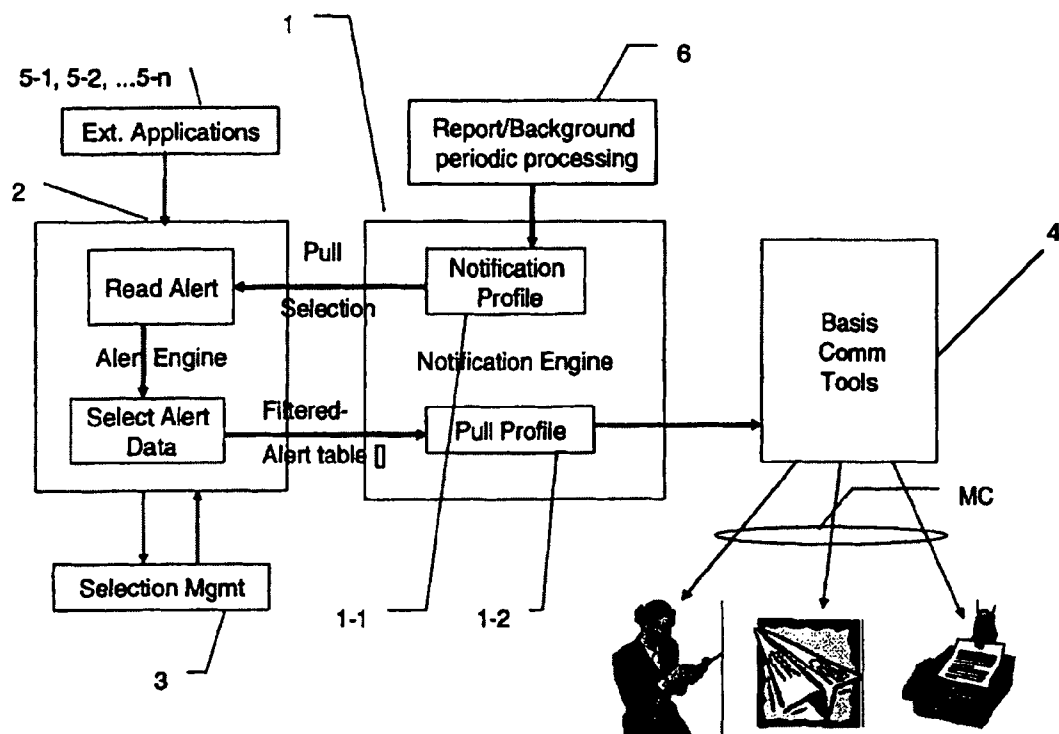 1
6
5-1, 5-2, ...5-n
Ext. Applications
Report/Background
periodic processing
2
4
Pull
Read Alert
Notification
Profile
Selection
Basis
Comm
Tools
Alert Engine
Notification Engine
Select Alert
Data
Filtered-
Pull Profile
Alert table []
MC
Selection Mgmt
1-1
1-2
3